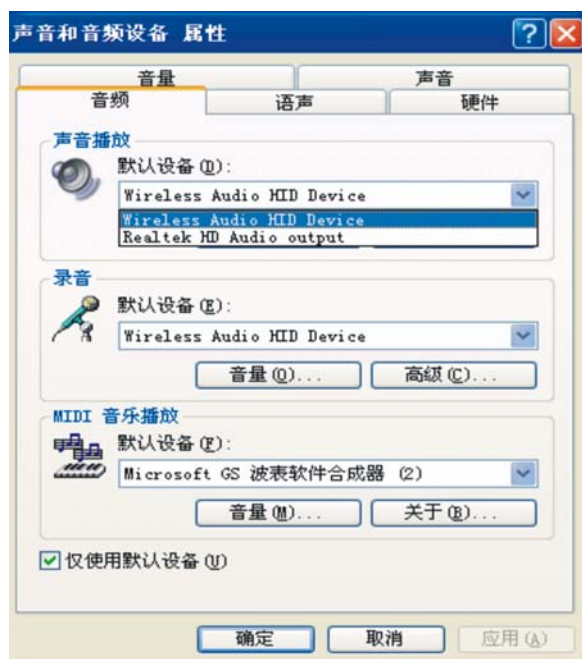 声音和音频设备 属性
音量
声音
音频
语声
硬件
声音播放
默认设备(D):
Wireless Audio HID Device
Wireless Audio HID Device
Realtek HD Audio output
录音
默认设备(E):
Wireless Audio HID Device
音量(O)...
高级(C)...
MIDI 音乐播放
默认设备(F):
Microsoft GS 波表软件合成器 (2)
音量(M)...
关于(B)...
仅使用默认设备(U)
确定
取消
应用(A)